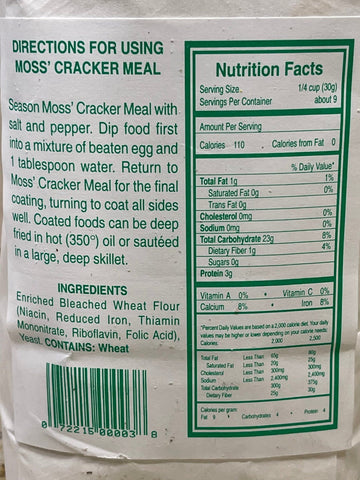 DIRECTIONS FOR USING
MOSS' CRACKER MEAL
Season Moss' Cracker Meal with
salt and pepper. Dip food first
into a mixture of beaten egg and
1 tablespoon water. Return to
Moss' Cracker Meal for the final
coating, turning to coat all sides
well. Coated foods can be deep
fried in hot (350°) oil or sautéed
in a large, deep skillet.
INGREDIENTS
Enriched Bleached Wheat Flour
(Niacin, Reduced Iron, Thiamin
Mononitrate, Riboflavin, Folic Acid),
Yeast. CONTAINS: Wheat
0 72215 00003 8
Nutrition Facts
Serving Size 1/4 cup (30g)
Servings Per Container about 9
Amount Per Serving
Calories 110 Calories from Fat 0
% Daily Value*
Total Fat 1g 1%
Saturated Fat 0g 0%
Trans Fat 0g
Cholesterol 0mg 0%
Sodium 0mg 0%
Total Carbohydrate 23g 8%
Dietary Fiber 1g 4%
Sugars 0g
Protein 3g
Vitamin A 0% • Vitamin C 0%
Calcium 8% • Iron 8%
*Percent Daily Values are based on a 2,000 calorie diet. Your daily
values may be higher or lower depending on your calorie needs.
Calories: 2,000 2,500
Total Fat Less Than 65g 80g
Saturated Fat Less Than 20g 25g
Cholesterol Less Than 300mg 300mg
Sodium Less Than 2,400mg 2,400mg
Total Carbohydrate 300g 375g
Dietary Fiber 25g 30g
Calories per gram:
Fat 9 • Carbohydrates 4 • Protein 4